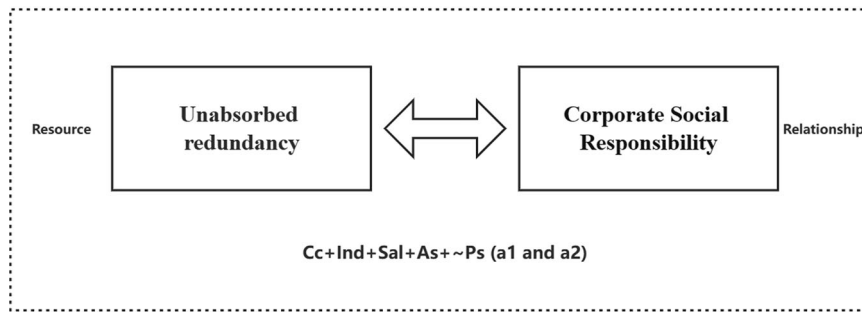 Unabsorbed
redundancy
Corporate Social
Responsibility
Resource
Relationship
Cc+Ind+Sal+As+~Ps (a1 and a2)